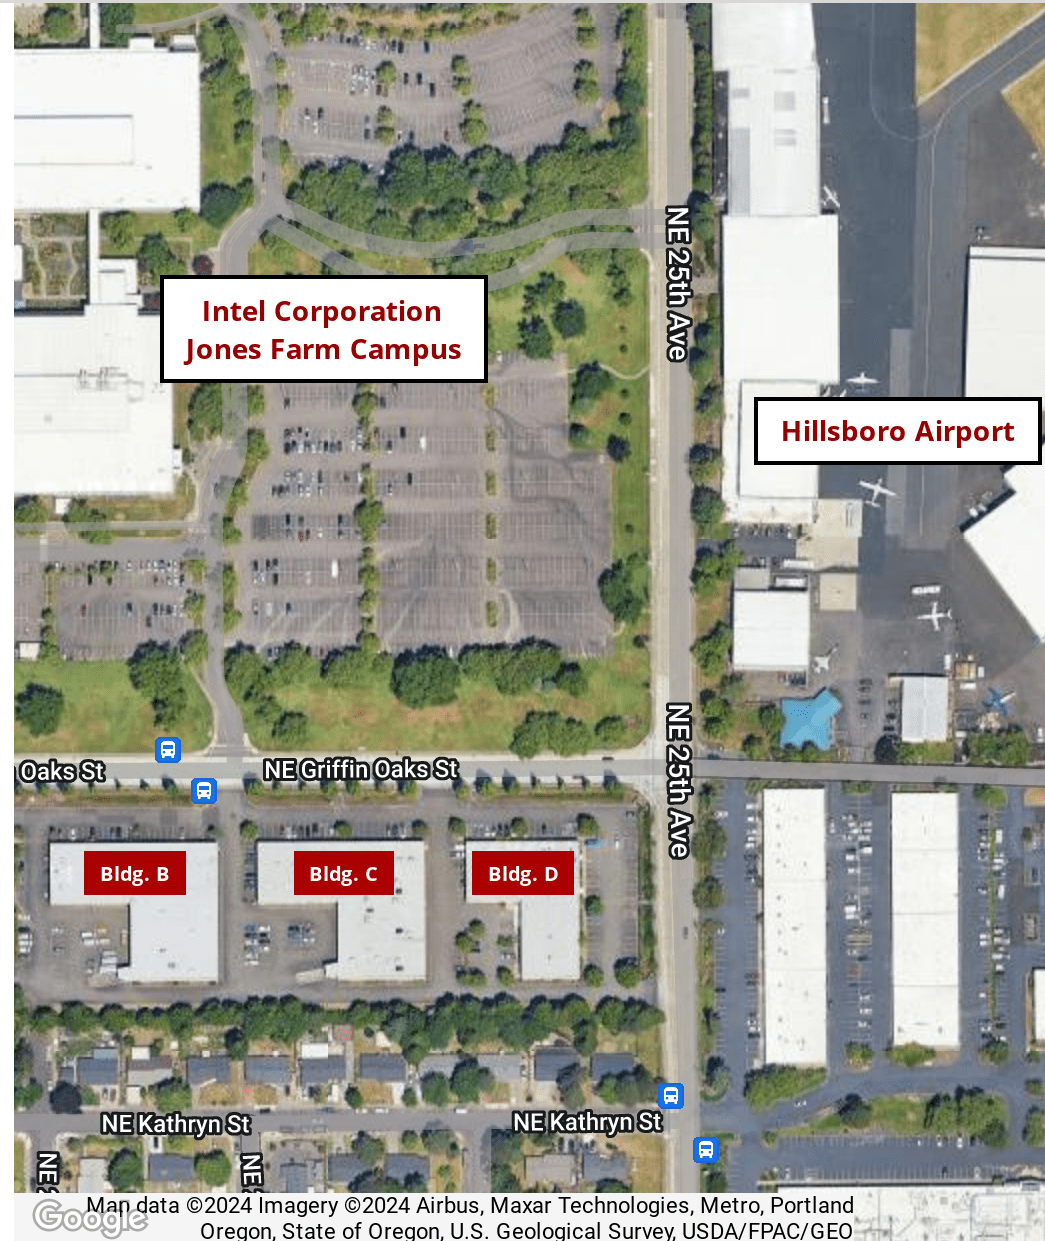 NE 25th Ave
Intel Corporation
Jones Farm Campus
Hillsboro Airport
NE 25th Ave
Oaks St
NE Griffin Oaks St
Bldg. B
Bldg. C
Bldg. D
NE Kathryn St
NE Kathryn St
NE
NE
Google
Map data ©2024 Imagery ©2024 Airbus, Maxar Technologies, Metro, Portland
Oregon, State of Oregon, U.S. Geological Survey, USDA/FPAC/GEO